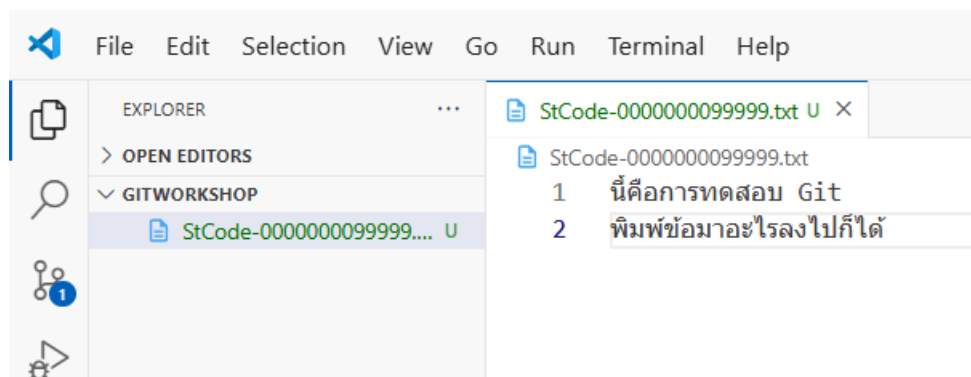 File Edit Selection View Go Run Terminal Help
EXPLORER ...
StCode-0000000099999.txt U ×
> OPEN EDITORS
StCode-0000000099999.txt
GITWORKSHOP
StCode-0000000099999.... U
1 นี้คือการทดสอบ Git
2 พิมพ์ข้อมาอะไรลงไปก็ได้
1